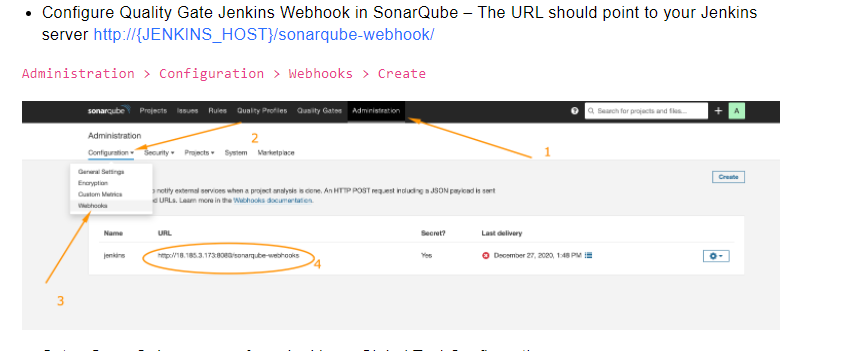 • Configure Quality Gate Jenkins Webhook in SonarQube – The URL should point to your Jenkins
server http://{JENKINS_HOST}/sonarqube-webhook/
Administration > Configuration > Webhooks > Create
sonarqube Projects Issues Rules Quality Profiles Quality Gates Administration ? Search for projects and files... + A
Administration
2
1
Configuration Security Projects System Marketplace
General Settings
Create
Encryption
notify external services when a project analysis is done. An HTTP POST request including a JSON payload is sent
Custom Metrics
URLs. Learn more in the Webhooks documentation.
Webhooks
Name URL Secret? Last delivery
jenkins http://18.185.3.173:8080/sonarqube-webhooks Yes December 27, 2020, 1:48 PM
4
3